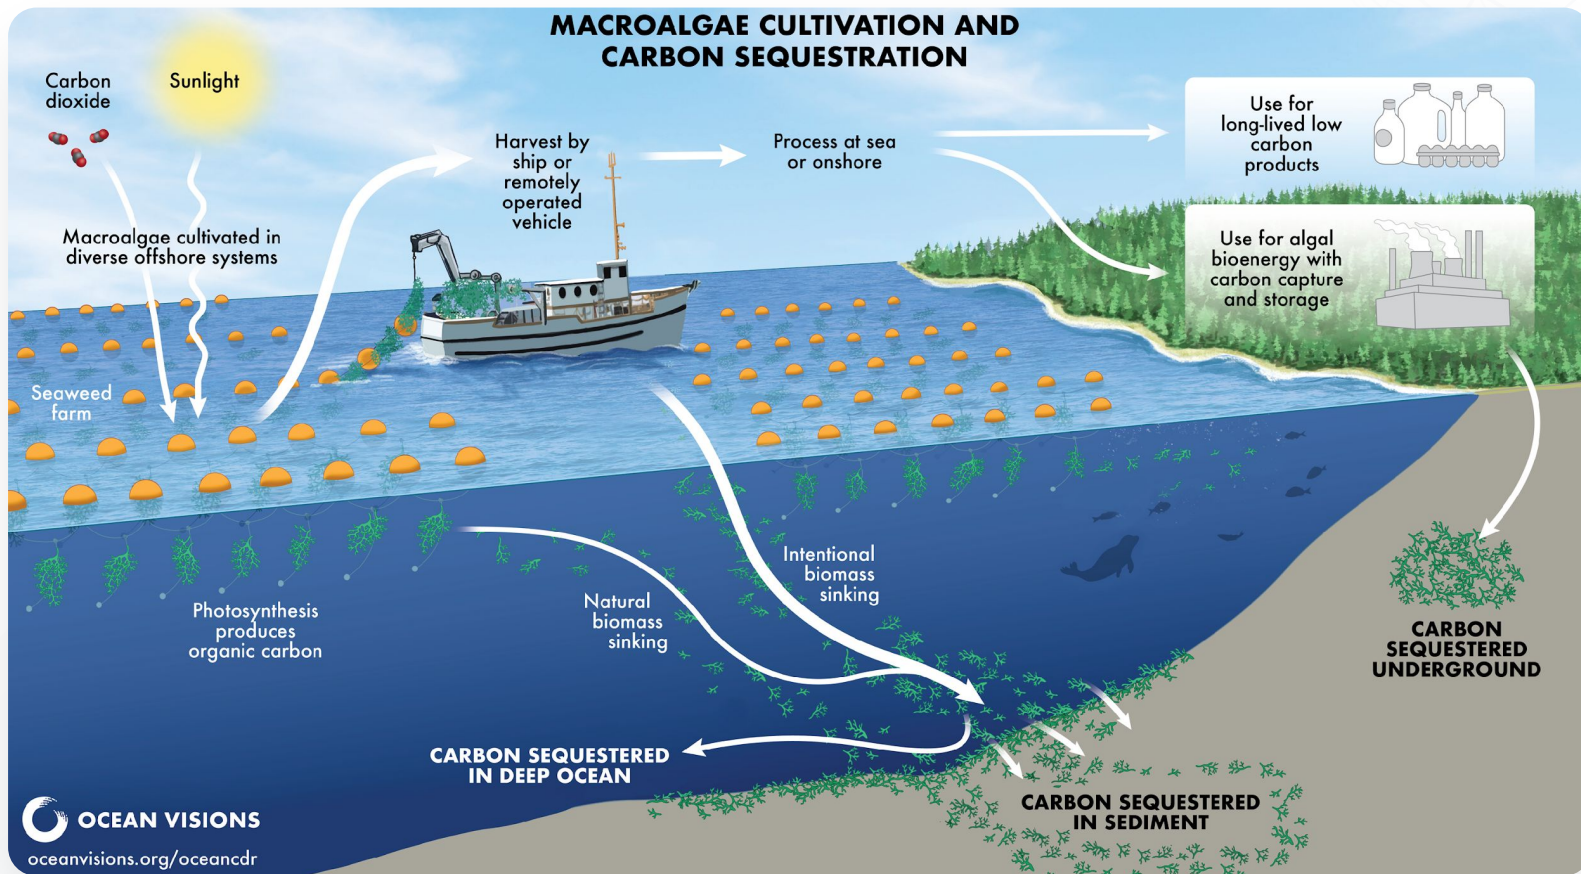 MACROALGAE CULTIVATION AND
CARBON SEQUESTRATION
Carbon
dioxide
Sunlight
Macroalgae cultivated in
diverse offshore systems
Harvest by
ship or
remotely
operated
vehicle
Process at sea
or onshore
Use for
long-lived low
carbon
products
Use for algal
bioenergy with
carbon capture
and storage
Seaweed
farm
Photosynthesis
produces
organic carbon
Natural
biomass
sinking
Intentional
biomass
sinking
CARBON
SEQUESTERED
UNDERGROUND
CARBON SEQUESTERED
IN DEEP OCEAN
CARBON SEQUESTERED
IN SEDIMENT
OCEAN VISIONS
oceanvisions.org/oceancdr